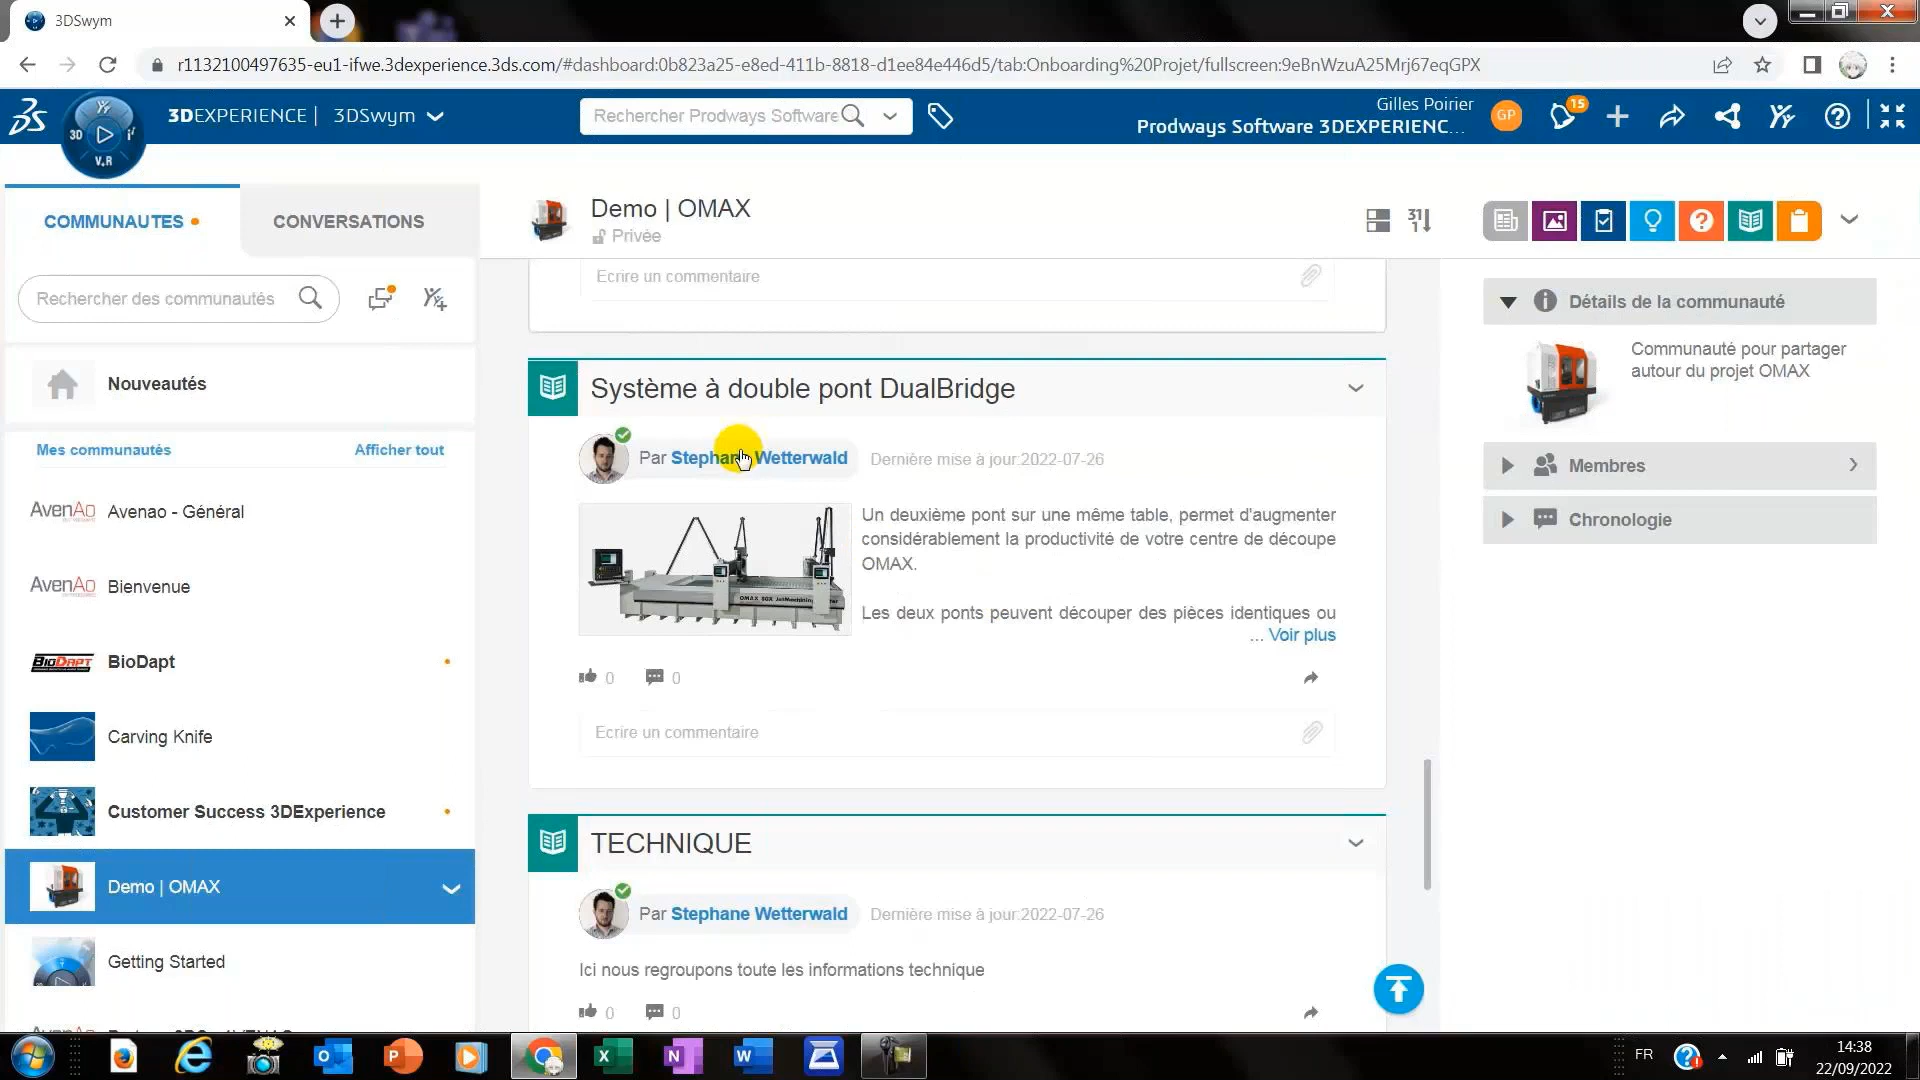 3DSwym
r1132100497635-eu1-ifwe.3dexperience.3ds.com/#dashboard:0b823a25-e8ed-411b-8818-d1ee84e446d5/tab:Onboarding%20Projet/fullscreen:9eBnWzuA25Mrj67eqGPX
3DEXPERIENCE | 3DSwym
Rechercher Prodways Software
Gilles Poirier
Prodways Software 3DEXPERIENC...
GP
15
3D
V.R
COMMUNAUTES
CONVERSATIONS
Rechercher des communautés
Nouveautés
Mes communautés
Afficher tout
AvenAo
Avenao - Général
AvenAo
Bienvenue
BIODAPT
BioDapt
Carving Knife
Customer Success 3DExperience
Demo | OMAX
Getting Started
Demo | OMAX
Privée
31
Ecrire un commentaire
Système à double pont DualBridge
Par Stephane Wetterwald
Dernière mise à jour:2022-07-26
Un deuxième pont sur une même table, permet d'augmenter
considérablement la productivité de votre centre de découpe
OMAX.
Les deux ponts peuvent découper des pièces identiques ou
... Voir plus
0
0
Ecrire un commentaire
TECHNIQUE
Par Stephane Wetterwald
Dernière mise à jour:2022-07-26
Ici nous regroupons toute les informations technique
0
0
Détails de la communauté
Communauté pour partager
autour du projet OMAX
Membres
Chronologie
FR
14:38
22/09/2022